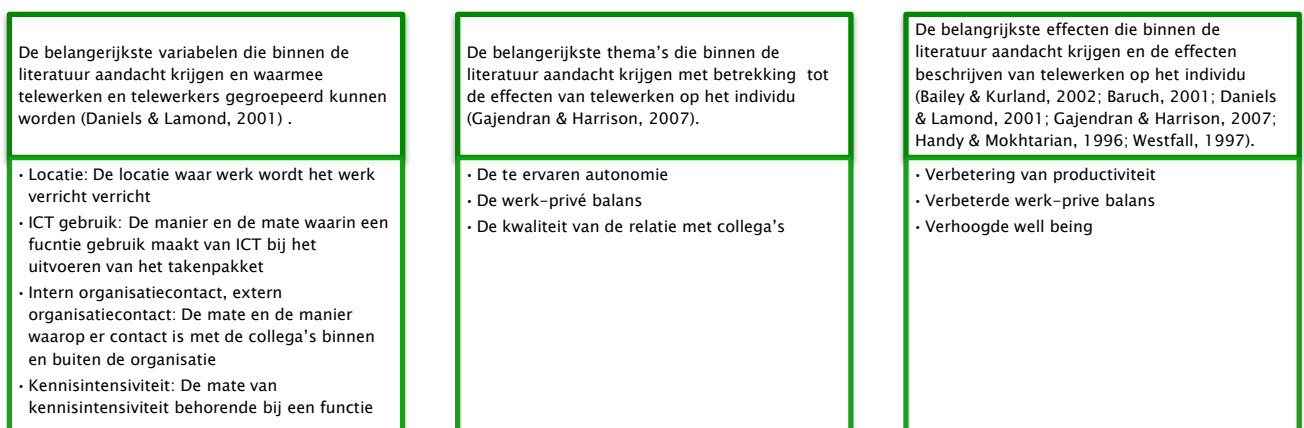 De belangerijkste variabelen die binnen de
literatuur aandacht krijgen en waarmee
telewerken en telewerkers gegroepeerd kunnen
worden (Daniels & Lamond, 2001) .
• Locatie: De locatie waar werk wordt het werk
verricht verricht
• ICT gebruik: De manier en de mate waarin een
fucntie gebruik maakt van ICT bij het
uitvoeren van het takenpakket
• Intern organisatiecontact, extern
organisatiecontact: De mate en de manier
waarop er contact is met de collega's binnen
en buiten de organisatie
• Kennisintensiviteit: De mate van
kennisintensiviteit behorende bij een functie
De belangerijkste thema's die binnen de
literatuur aandacht krijgen met betrekking tot
de effecten van telewerken op het individu
(Gajendran & Harrison, 2007).
• De te ervaren autonomie
• De werk-privé balans
• De kwaliteit van de relatie met collega's
De belangrijkste effecten die binnen de
literatuur aandacht krijgen en de effecten
beschrijven van telewerken op het individu
(Bailey & Kurland, 2002; Baruch, 2001; Daniels
& Lamond, 2001; Gajendran & Harrison, 2007;
Handy & Mokhtarian, 1996; Westfall, 1997).
• Verbetering van productiviteit
• Verbeterde werk-prive balans
• Verhoogde well being